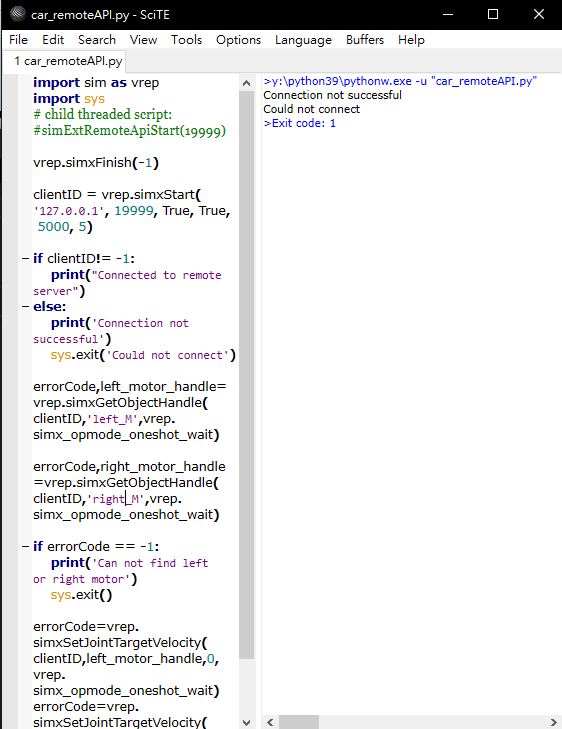 car_remoteAPI.py - SciTE
File Edit Search View Tools Options Language Buffers Help
1 car_remoteAPI.py
import sim as vrep
import sys
# child threaded script:
#simExtRemoteApiStart(19999)
vrep.simxFinish(-1)
clientID = vrep.simxStart(
'127.0.0.1', 19999, True, True,
5000, 5)
if clientID!= -1:
print("Connected to remote
server")
else:
print('Connection not
successful')
sys.exit('Could not connect')
errorCode,left_motor_handle=
vrep.simxGetObjectHandle(
clientID,'left_M',vrep.
simx_opmode_oneshot_wait)
errorCode,right_motor_handle
=vrep.simxGetObjectHandle(
clientID,'right_M',vrep.
simx_opmode_oneshot_wait)
if errorCode == -1:
print('Can not find left
or right motor')
sys.exit()
errorCode=vrep.
simxSetJointTargetVelocity(
clientID,left_motor_handle,0,
vrep.
simx_opmode_oneshot_wait)
errorCode=vrep.
simxSetJointTargetVelocity(
>y:\python39\pythonw.exe -u "car_remoteAPI.py"
Connection not successful
Could not connect
>Exit code: 1